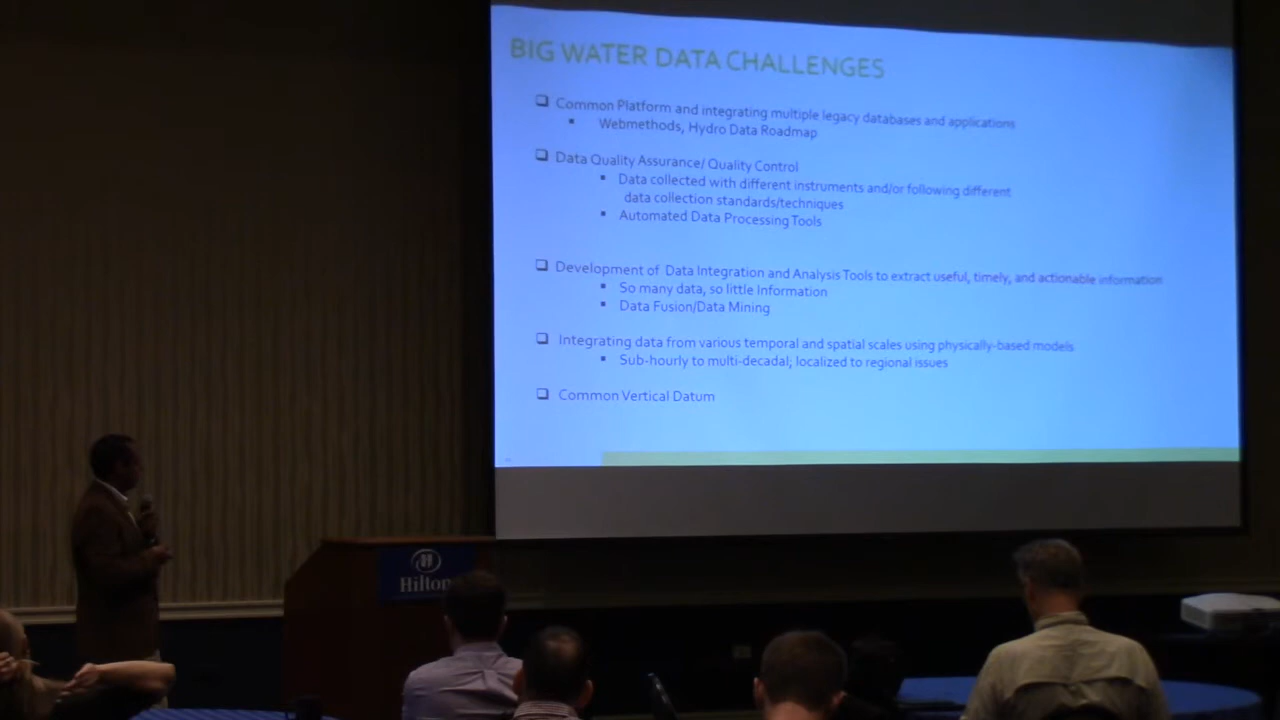 BIG WATER DATA CHALLENGES
Common Platform and integrating multiple legacy databases and applications
Webmethods, Hydro Data Roadmap
Data Quality Assurance/ Quality Control
Data collected with different instruments and/or following different
data collection standards/techniques
Automated Data Processing Tools
Development of Data Integration and Analysis Tools to extract useful, timely, and actionable information
So many data, so little Information
Data Fusion/Data Mining
Integrating data from various temporal and spatial scales using physically-based models
Sub-hourly to multi-decadal; localized to regional issues
Common Vertical Datum
Hilton